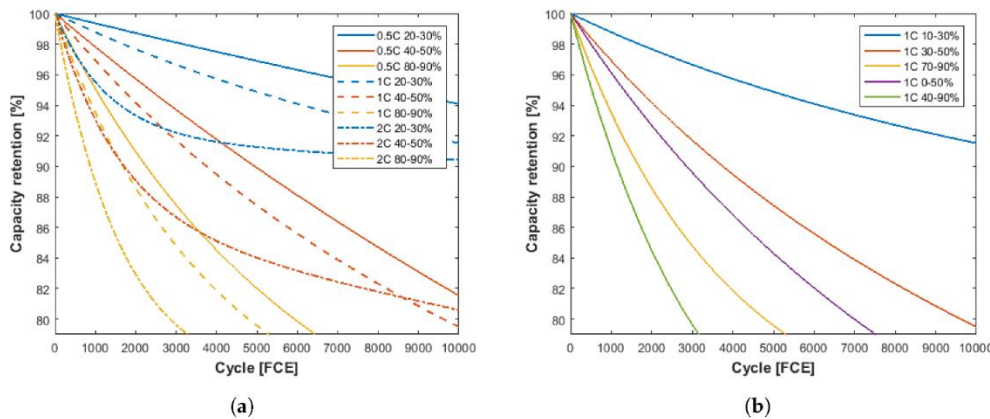 100
98
96
94
92
90
88
86
84
82
80
Capacity retention [%]
0 1000 2000 3000 4000 5000 6000 7000 8000 9000 10000
Cycle [FCE]
0.5C 20-30%
0.5C 40-50%
0.5C 80-90%
1C 20-30%
1C 40-50%
1C 80-90%
2C 20-30%
2C 40-50%
2C 80-90%
(a)
100
98
96
94
92
90
88
86
84
82
80
Capacity retention [%]
0 1000 2000 3000 4000 5000 6000 7000 8000 9000 10000
Cycle [FCE]
1C 10-30%
1C 30-50%
1C 70-90%
1C 0-50%
1C 40-90%
(b)